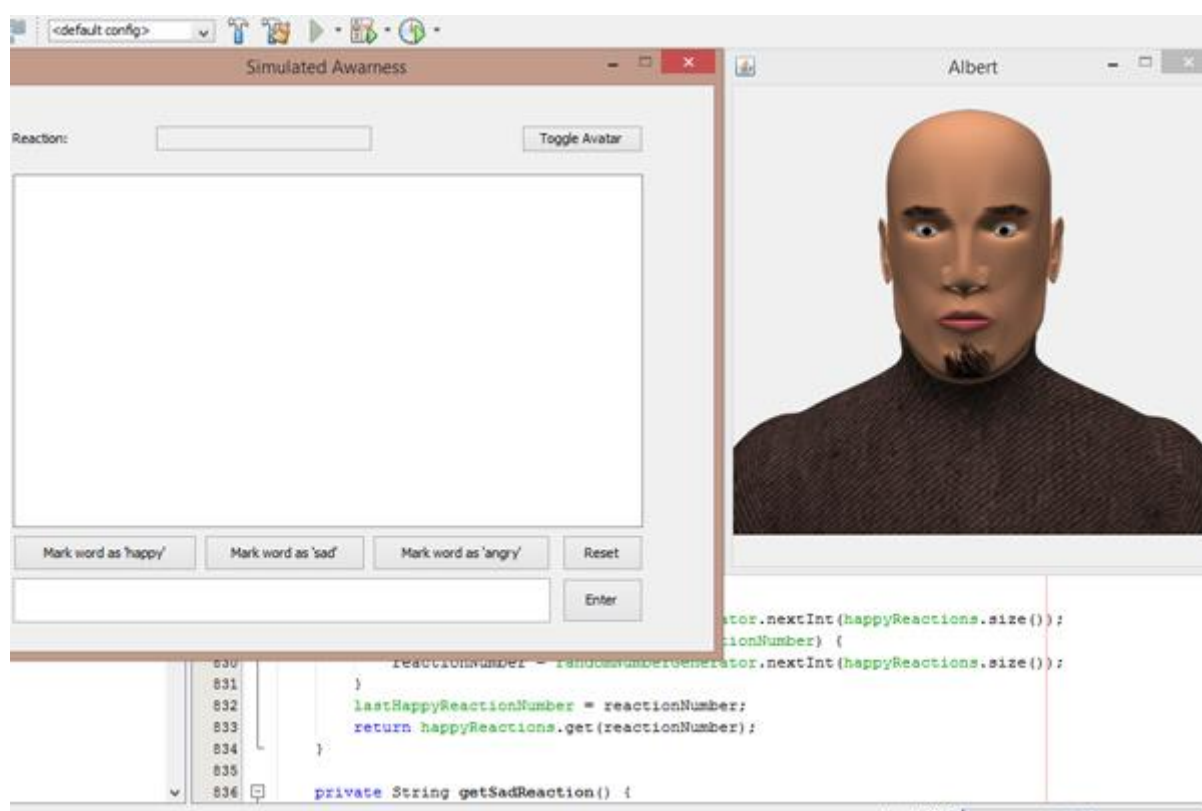 <default config>
Simulated Awarness
Albert
Reaction:
Toggle Avatar
Mark word as 'happy'
Mark word as 'sad'
Mark word as 'angry'
Reset
Enter
ator.nextInt(happyReactions.size());
tionNumber) {
830 reactionNumber = randomNumberGenerator.nextInt(happyReactions.size());
831 }
832 lastHappyReactionNumber = reactionNumber;
833 return happyReactions.get(reactionNumber);
834 }
835
836 private String getSadReaction() {